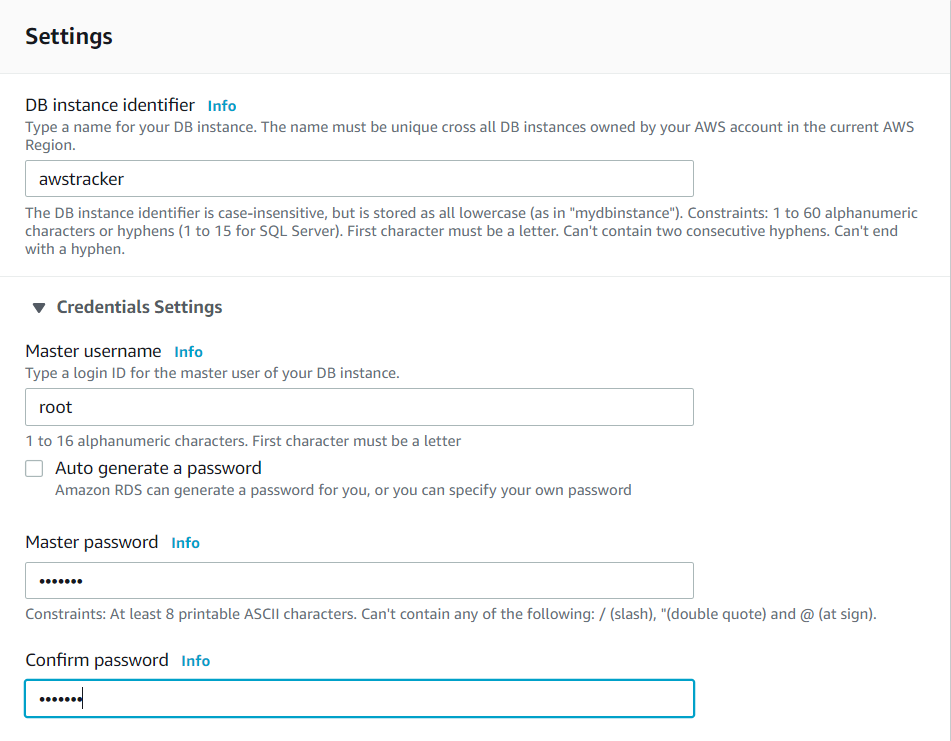 Settings
DB instance identifier Info
Type a name for your DB instance. The name must be unique cross all DB instances owned by your AWS account in the current AWS
Region.
awstracker
The DB instance identifier is case-insensitive, but is stored as all lowercase (as in "mydbinstance"). Constraints: 1 to 60 alphanumeric
characters or hyphens (1 to 15 for SQL Server). First character must be a letter. Can't contain two consecutive hyphens. Can't end
with a hyphen.
Credentials Settings
Master username Info
Type a login ID for the master user of your DB instance.
root
1 to 16 alphanumeric characters. First character must be a letter
Auto generate a password
Amazon RDS can generate a password for you, or you can specify your own password
Master password Info
•••••••
Constraints: At least 8 printable ASCII characters. Can't contain any of the following: / (slash), "(double quote) and @ (at sign).
Confirm password Info
•••••••